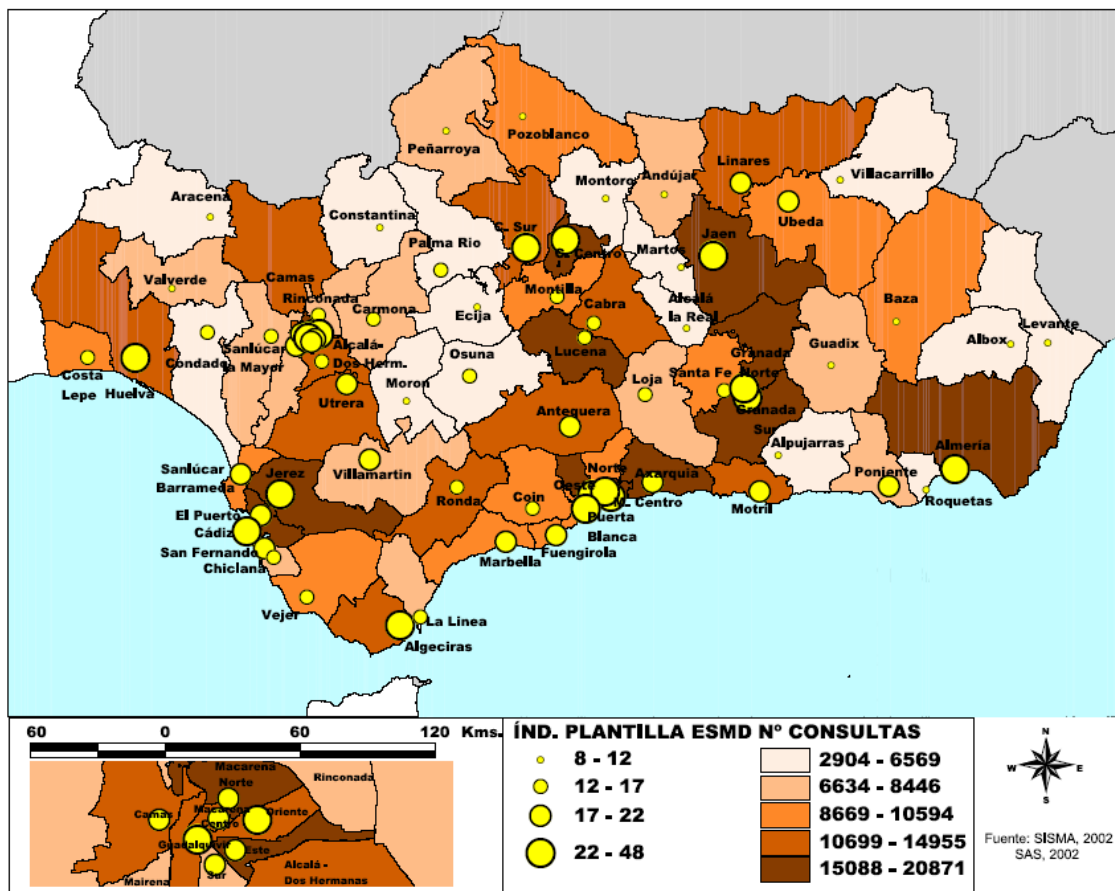 Pozoblanco
Peñarroya
Linares
Villacarrillo
Montoro
Andújar
Aracena
Constantina
Ubeda
C. Sur
Jaen
Palma Rio
C. Centro
Martos
Valverde
Camas
Montilla
Rinconada
Carmona
Ecija
Cabra
Alcalá
la Real
Baza
Levante
Condado
Sanlúcar
la Mayor
Alcalá-
Dos Herm.
Osuna
Lucena
Granada
Norte
Guadix
Albox
Costa
Lepe
Huelva
Utrera
Moron
Loja
Santa Fe
Granada
Sur
Antequera
Alpujarras
Almería
Sanlúcar
Barrameda
Jerez
Villamartin
Norte
Axarquia
Poniente
Oeste
Ronda
Coin
M. Centro
Motril
Roquetas
El Puerto
Cádiz
Puerta
Blanca
San Fernando
Chiclana
Marbella
Fuengirola
Vejer
La Linea
Algeciras
60 0 60 120 Kms.
Macarena
Norte
Rinconada
Camas
Macarena
Centro
Oriente
Guadalquivir
Este
Sur
Mairena
Alcalá -
Dos Hermanas
ÍND. PLANTILLA ESMD Nº CONSULTAS
8 - 12
12 - 17
17 - 22
22 - 48
2904 - 6569
6634 - 8446
8669 - 10594
10699 - 14955
15088 - 20871
N
W E
S
Fuente: SISMA, 2002
SAS, 2002